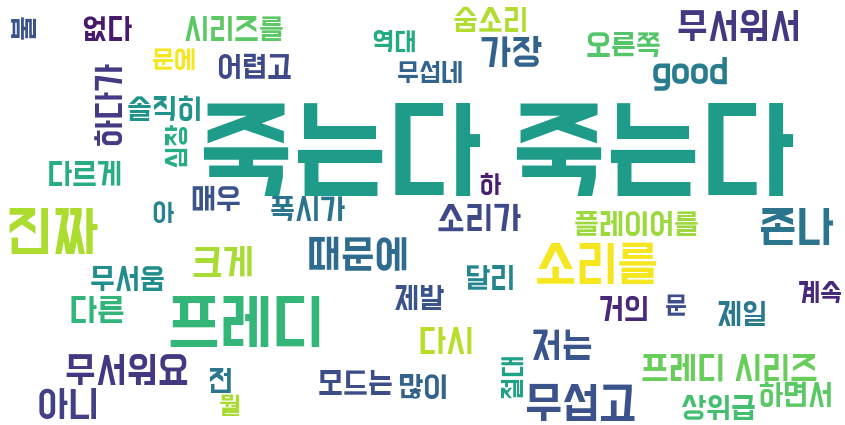 물 없다 시리즈를 숨소리 무서워서
역대 오른쪽
문에 어렵고 무섭네 가장 good
하다가 솔직히 죽는다 죽는다
심장
다르게 매우 하
진짜 아 폭시가 소리가 플레이어를 존나
때문에 소리를
무서움 크게 달리 계속
다른 프레디 제발 거의 문 제일
다시 저는
무서워요 전 모드는 많이 절대 프레디 시리즈
아니 뭘 무섭고 상위급 하면서